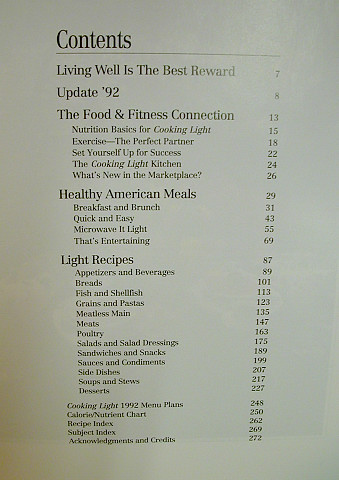 Contents
Living Well Is The Best Reward 7
Update '92 8
The Food & Fitness Connection 13
Nutrition Basics for Cooking Light 15
Exercise—The Perfect Partner 18
Set Yourself Up for Success 22
The Cooking Light Kitchen 24
What's New in the Marketplace? 26
Healthy American Meals 29
Breakfast and Brunch 31
Quick and Easy 43
Microwave It Light 55
That's Entertaining 69
Light Recipes 87
Appetizers and Beverages 89
Breads 101
Fish and Shellfish 113
Grains and Pastas 123
Meatless Main 135
Meats 147
Poultry 163
Salads and Salad Dressings 175
Sandwiches and Snacks 189
Sauces and Condiments 199
Side Dishes 207
Soups and Stews 217
Desserts 227
Cooking Light 1992 Menu Plans 248
Calorie/Nutrient Chart 250
Recipe Index 262
Subject Index 269
Acknowledgments and Credits 272